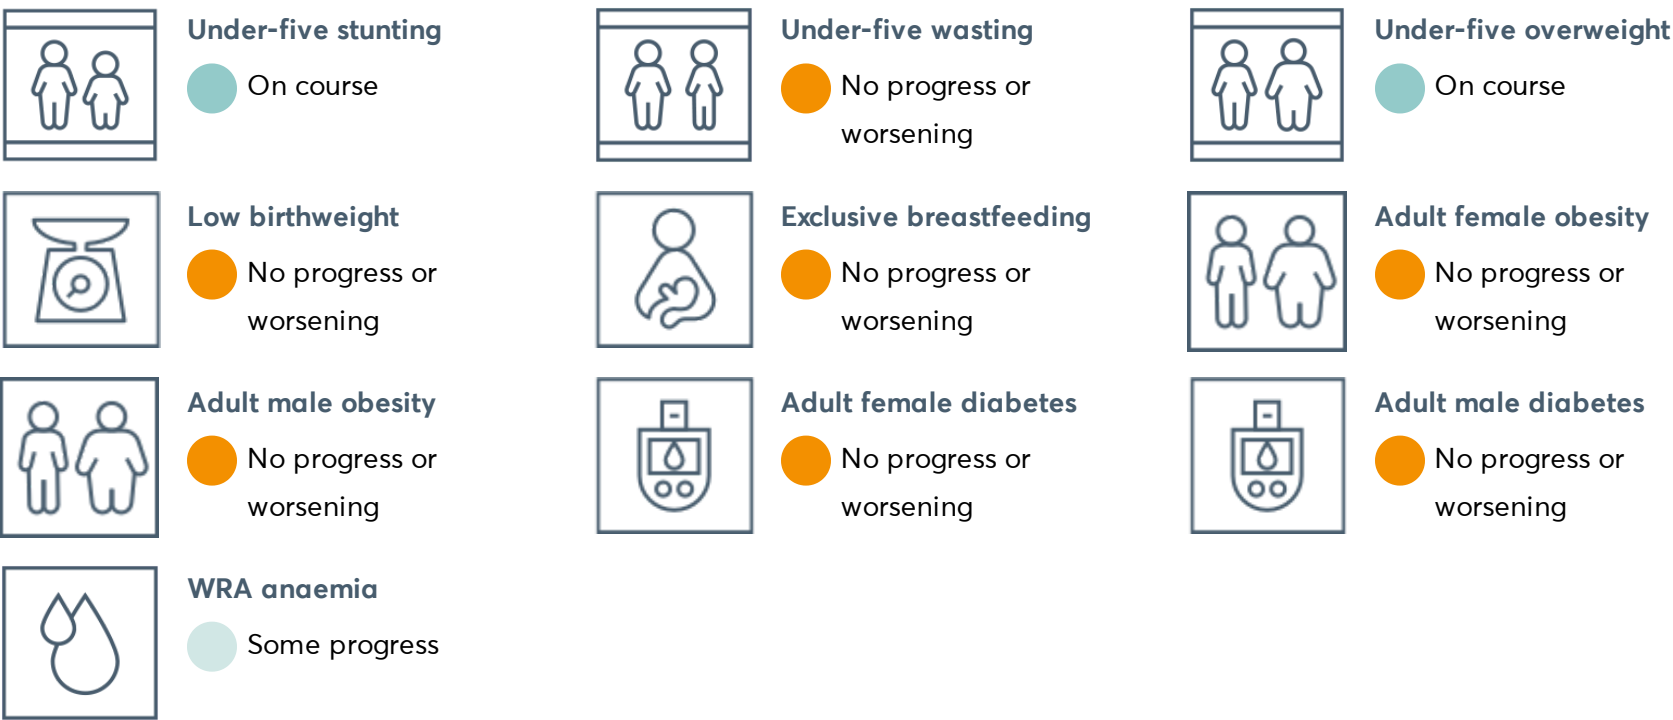 Under-five stunting
On course
Under-five wasting
No progress or
worsening
Under-five overweight
On course
Low birthweight
No progress or
worsening
Exclusive breastfeeding
No progress or
worsening
Adult female obesity
No progress or
worsening
Adult male obesity
No progress or
worsening
Adult female diabetes
No progress or
worsening
Adult male diabetes
No progress or
worsening
WRA anaemia
Some progress